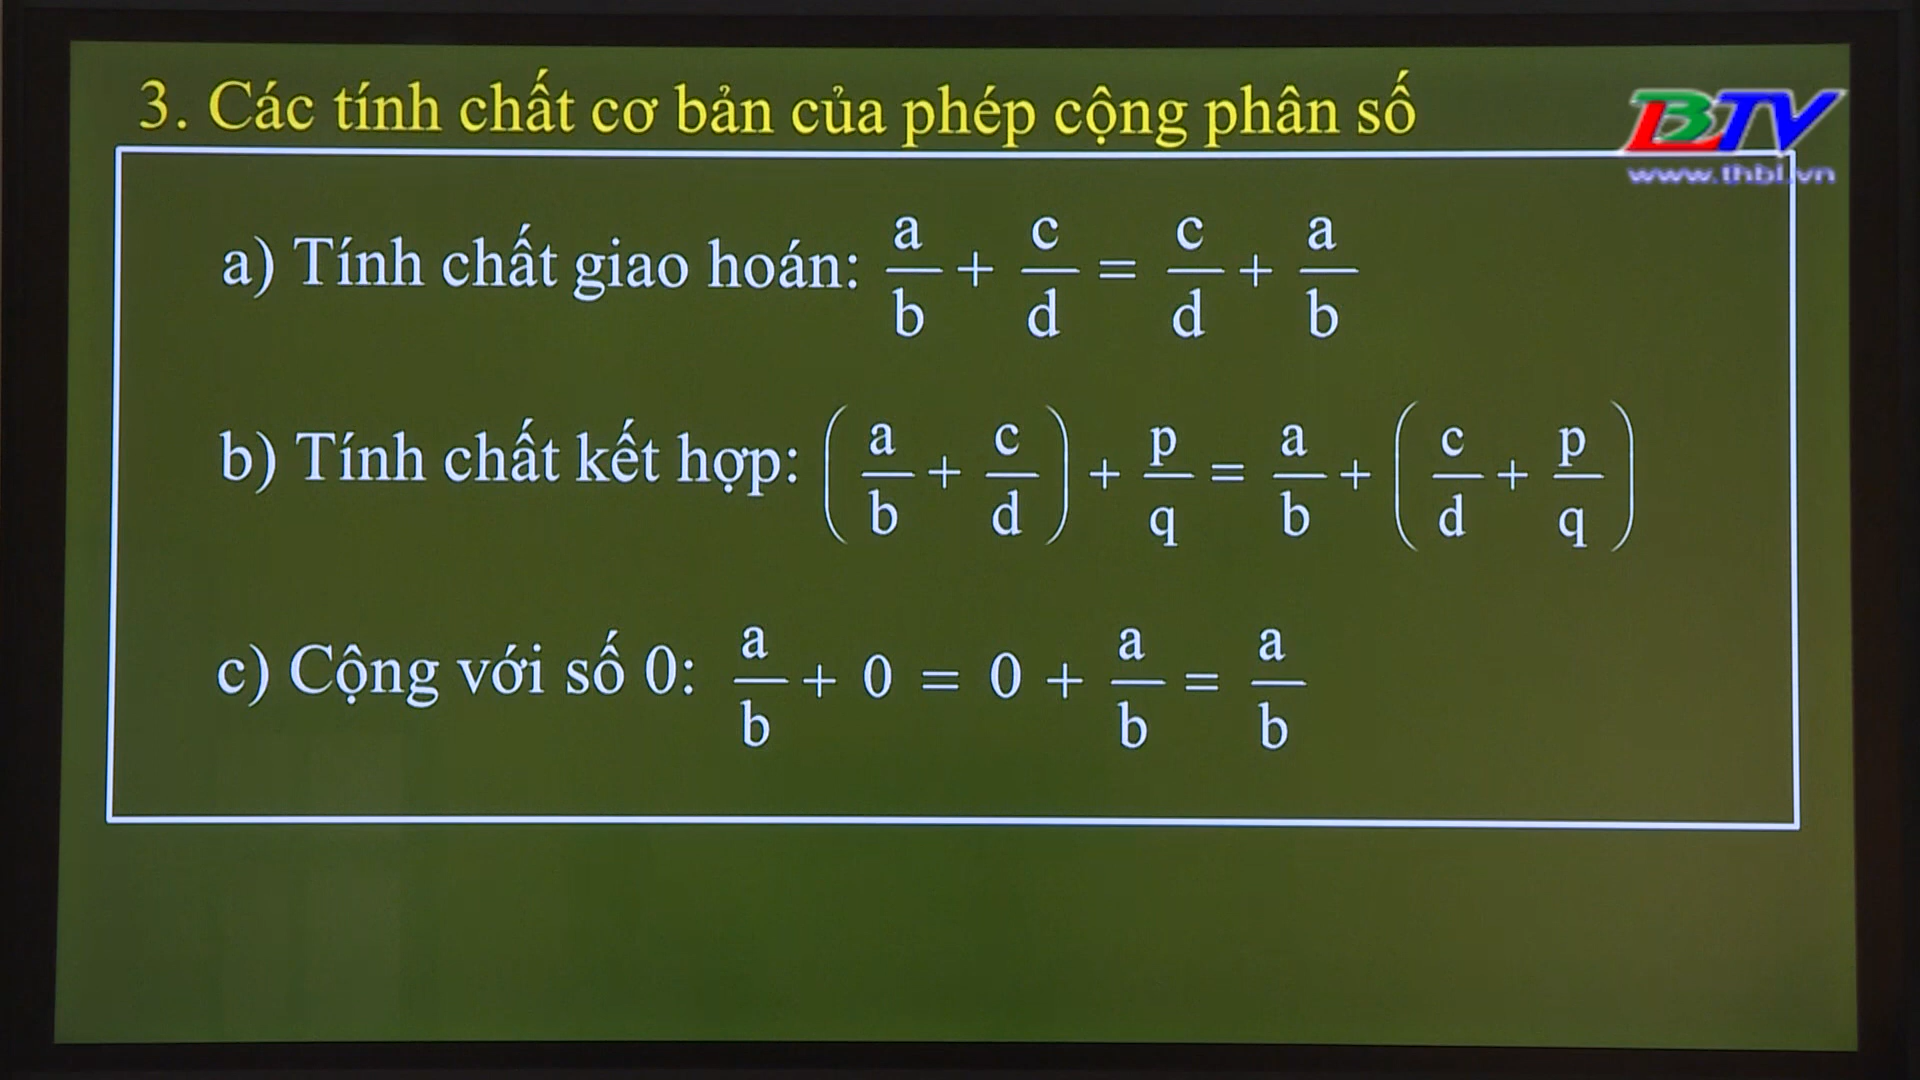 3. Các tính chất cơ bản của phép cộng phân số
BTV
www.thbl.vn
a) Tính chất giao hoán: a/b + c/d = c/d + a/b
b) Tính chất kết hợp: (a/b + c/d) + p/q = a/b + (c/d + p/q)
c) Cộng với số 0: a/b + 0 = 0 + a/b = a/b